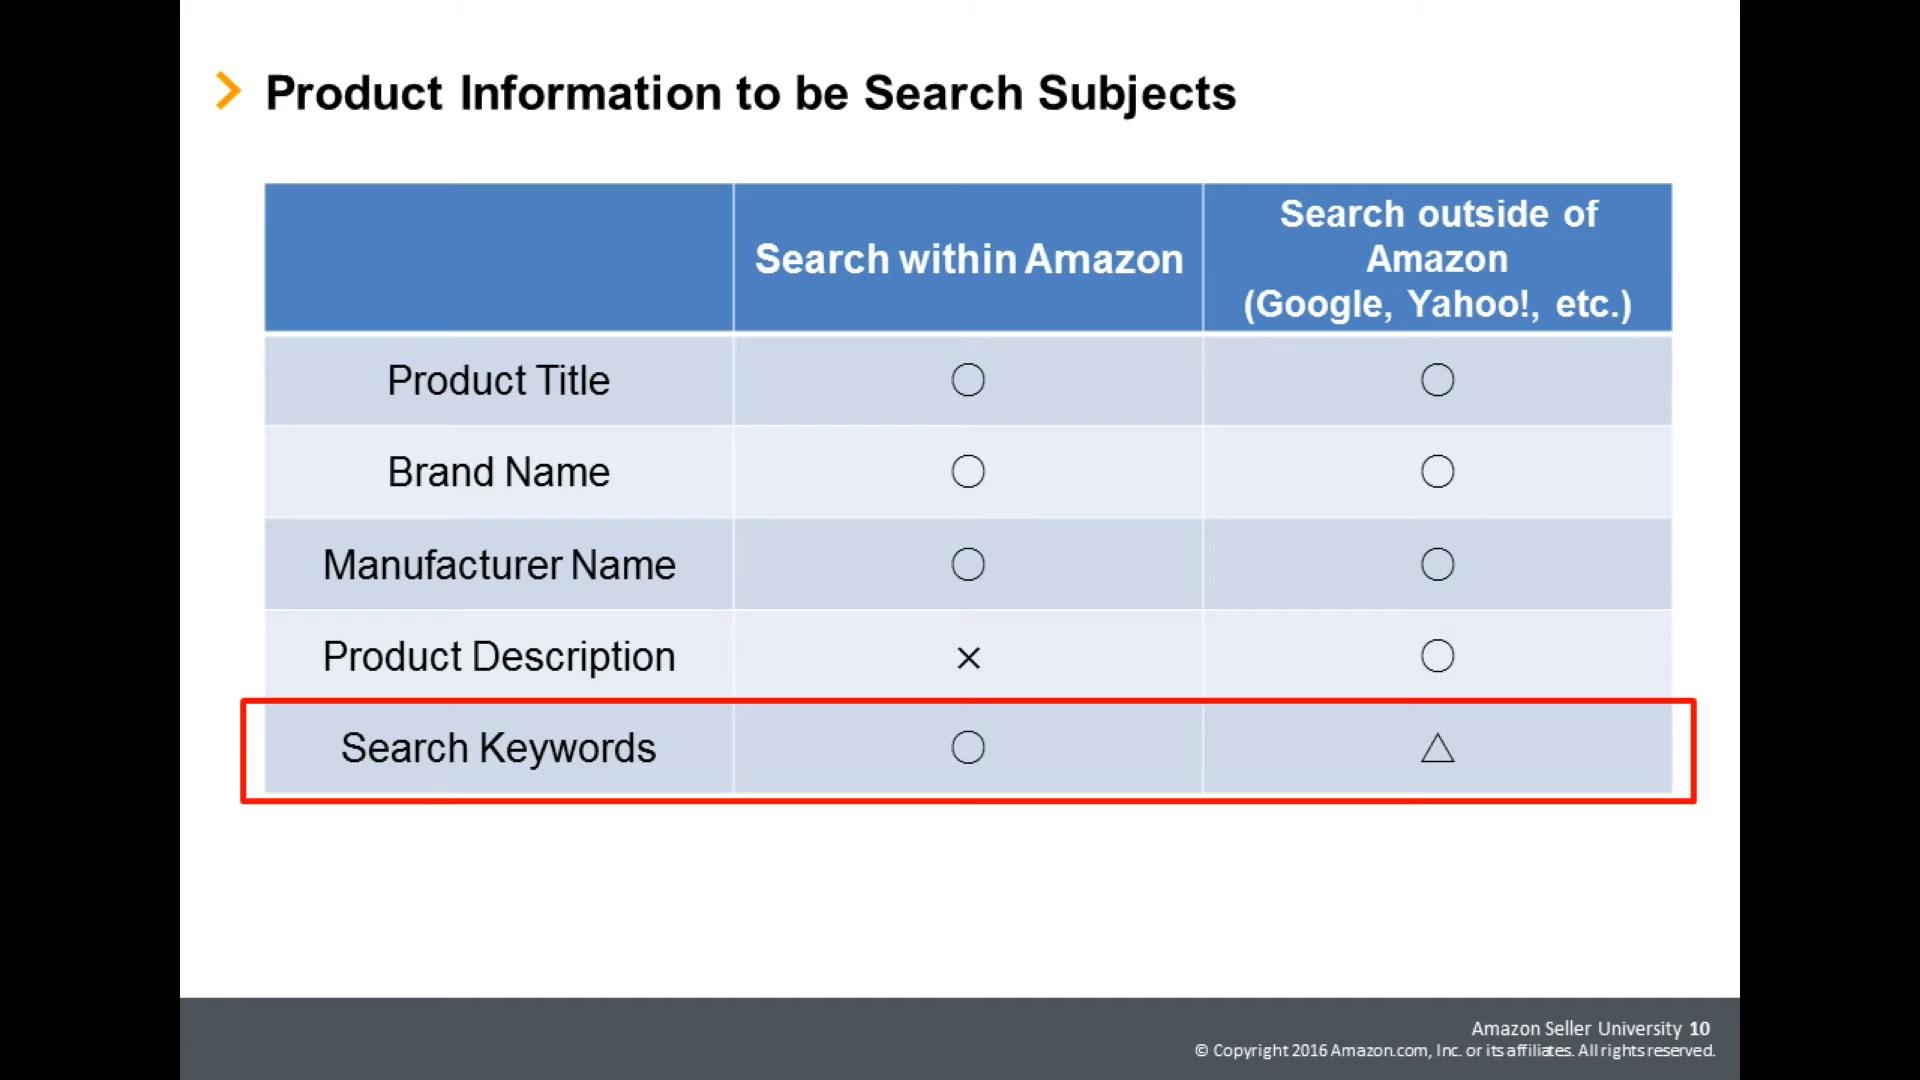 Product Information to be Search Subjects
Search within Amazon
Search outside of
Amazon
(Google, Yahoo!, etc.)
Product Title ○ ○
Brand Name ○ ○
Manufacturer Name ○ ○
Product Description × ○
Search Keywords ○ △
Amazon Seller University 10
© Copyright 2016 Amazon.com, Inc. or its affiliates. All rights reserved.